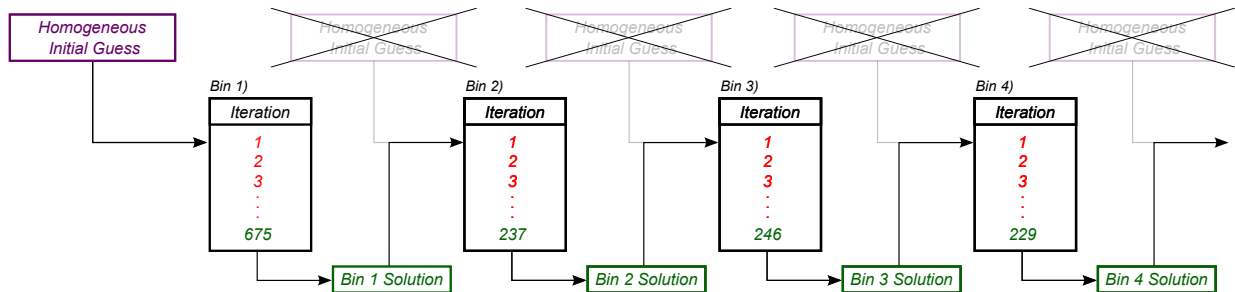 Homogeneous
Initial Guess
Homogeneous
Initial Guess
Homogeneous
Initial Guess
Homogeneous
Initial Guess
Homogeneous
Initial Guess
Bin 1)
Iteration
1
2
3
.
.
.
675
Bin 1 Solution
Bin 2)
Iteration
1
2
3
.
.
.
237
Bin 2 Solution
Bin 3)
Iteration
1
2
3
.
.
.
246
Bin 3 Solution
Bin 4)
Iteration
1
2
3
.
.
.
229
Bin 4 Solution